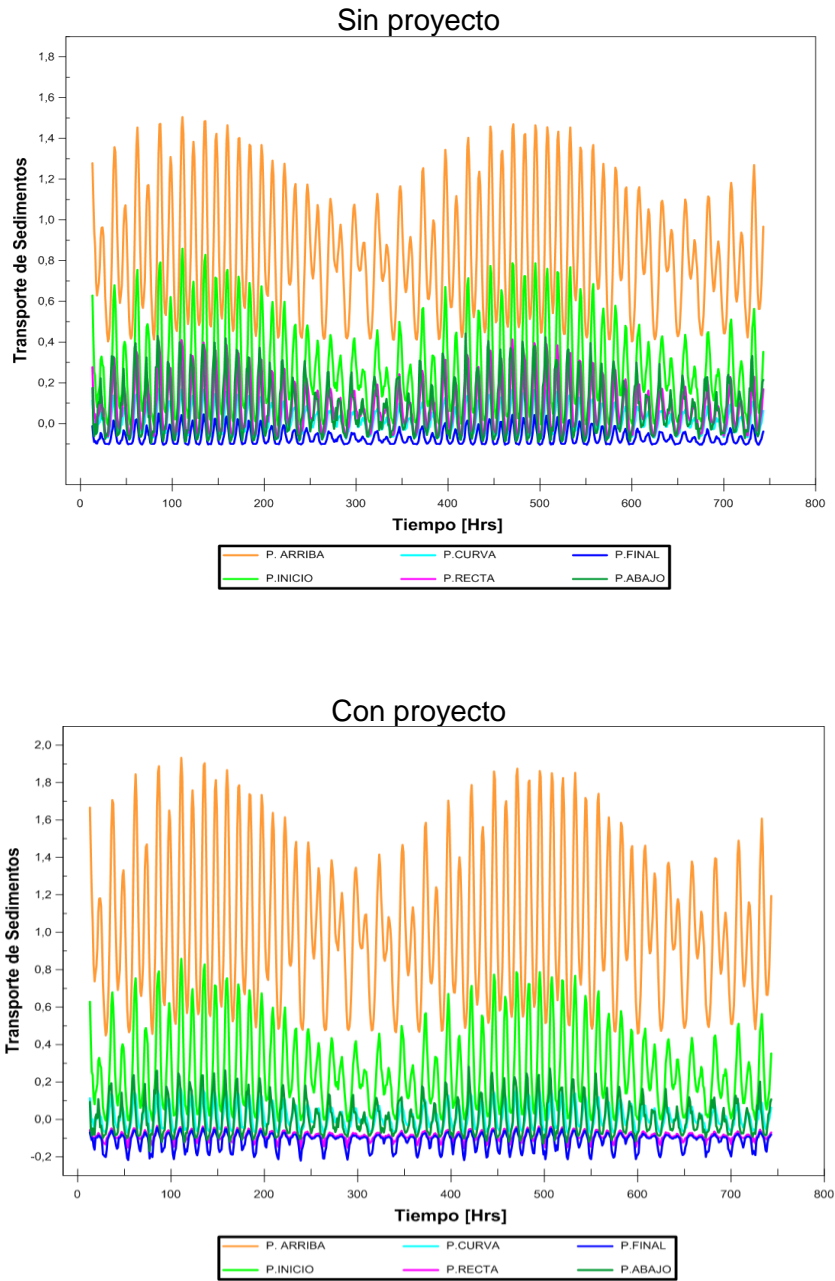 Sin proyecto
1,8
1,6
1,4
1,2
1,0
0,8
0,6
0,4
0,2
0,0
Transporte de Sedimentos
0 100 200 300 400 500 600 700 800
Tiempo [Hrs]
P. ARRIBA P.CURVA P.FINAL
P.INICIO P.RECTA P.ABAJO
Con proyecto
2,0
1,8
1,6
1,4
1,2
1,0
0,8
0,6
0,4
0,2
0,0
-0,2
Transporte de Sedimentos
0 100 200 300 400 500 600 700 800
Tiempo [Hrs]
P. ARRIBA P.CURVA P.FINAL
P.INICIO P.RECTA P.ABAJO